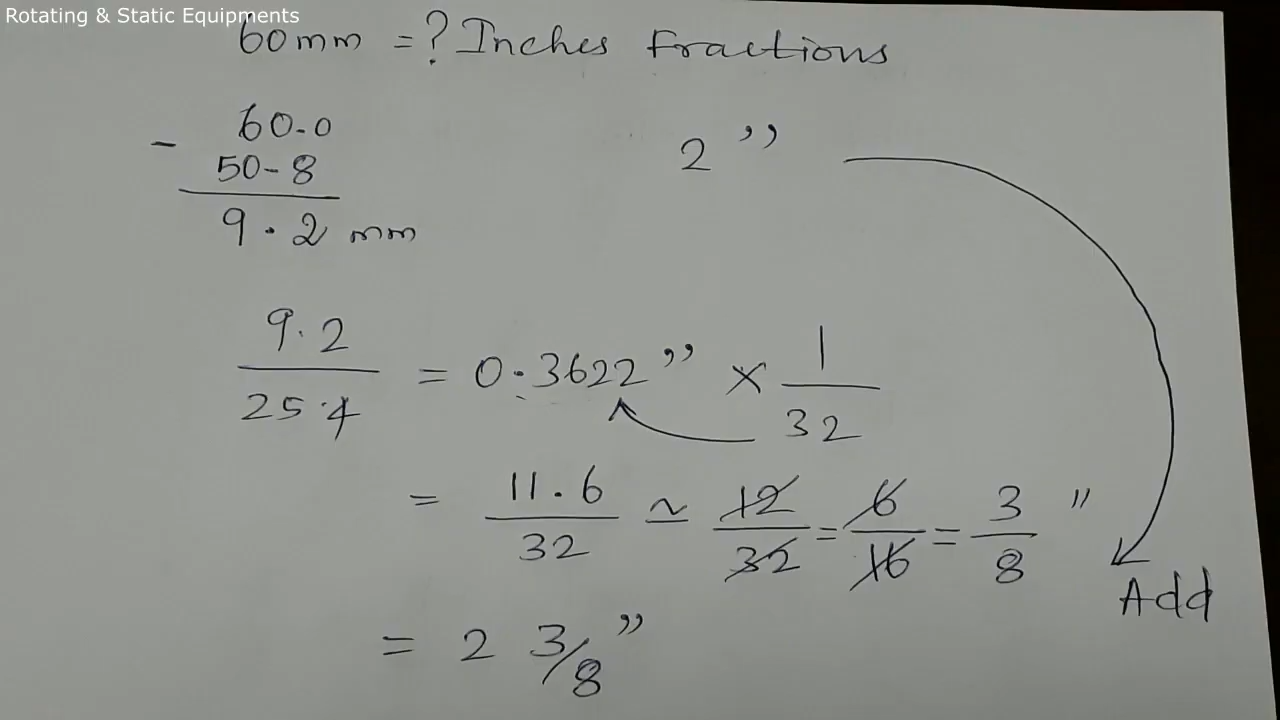 Rotating & Static Equipments
60mm = ? Inches Fractions
- 60.0
50-8
9.2 mm
2 ”
9.2
25.4
= 0.3622 ” × 1
32
= 11.6
32
≃ 12
32
= 6
16
= 3
8
"
Add
= 2 3/8 ”